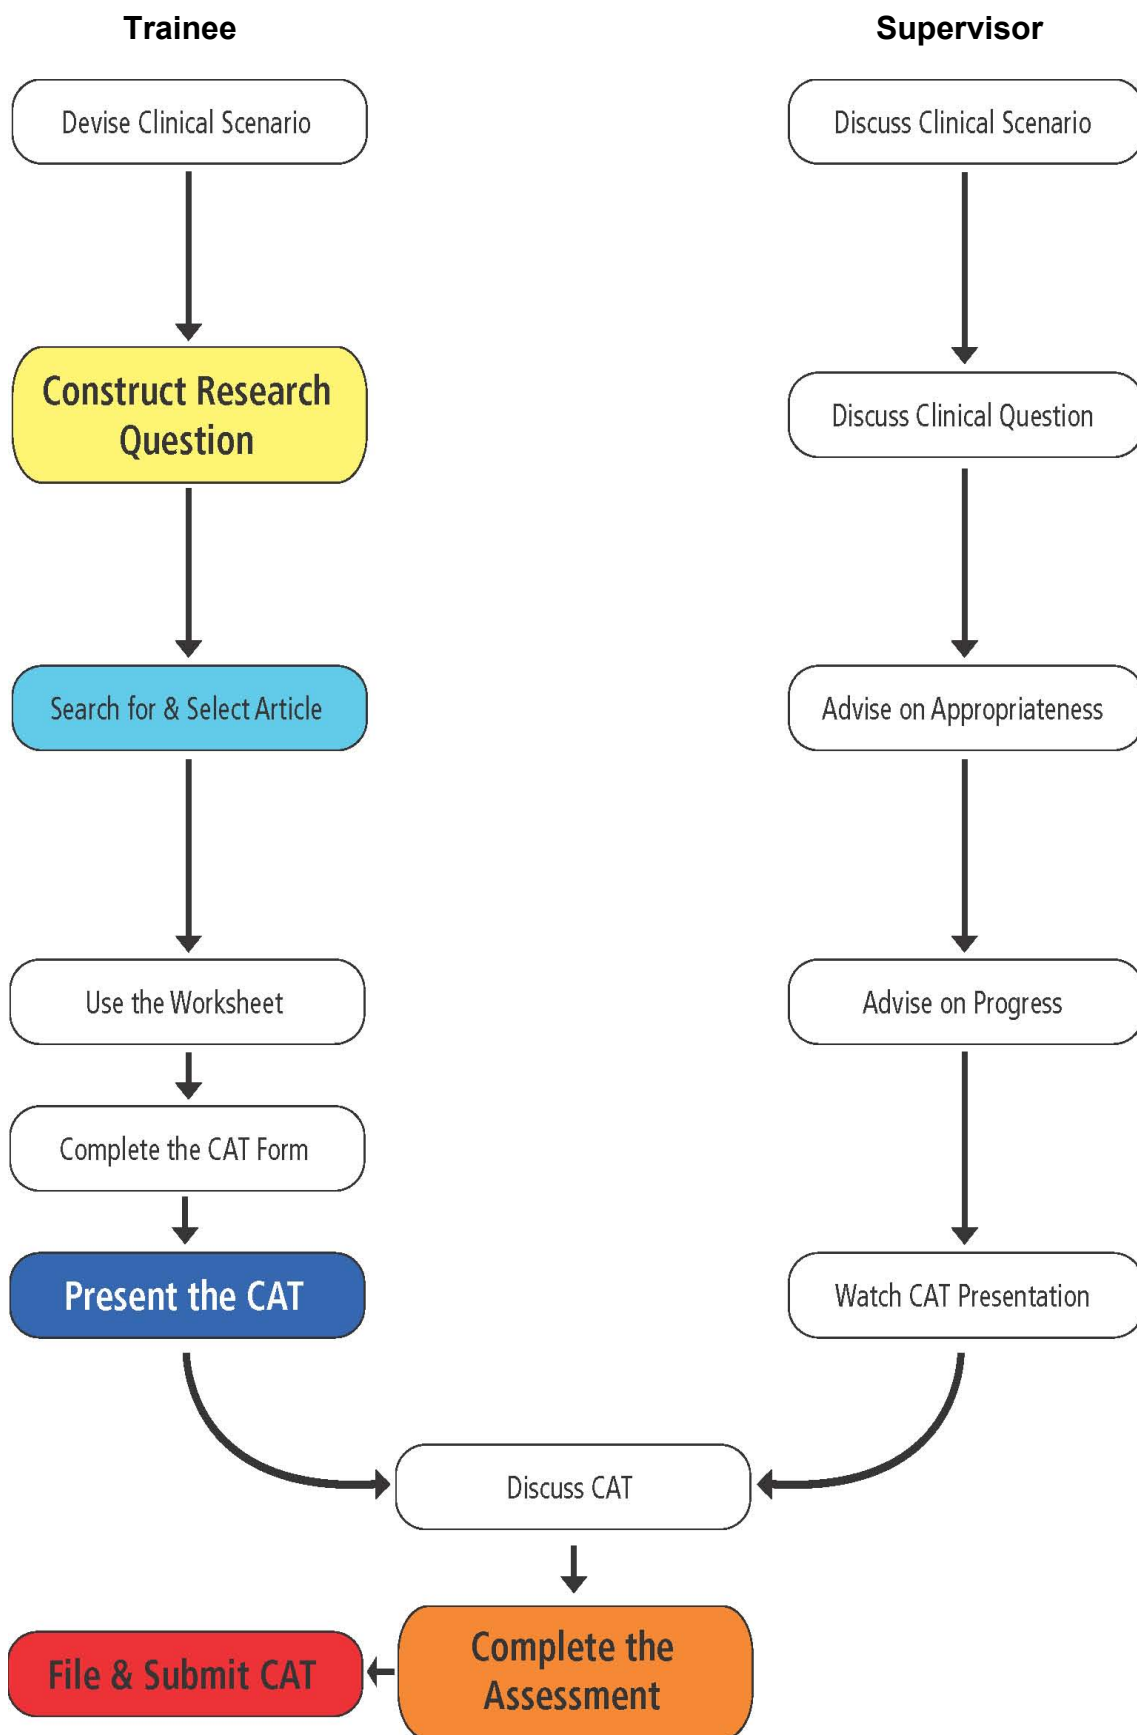 Trainee
Supervisor
Devise Clinical Scenario
Discuss Clinical Scenario
Construct Research
Question
Discuss Clinical Question
Search for & Select Article
Advise on Appropriateness
Use the Worksheet
Advise on Progress
Complete the CAT Form
Present the CAT
Watch CAT Presentation
Discuss CAT
Complete the
Assessment
File & Submit CAT